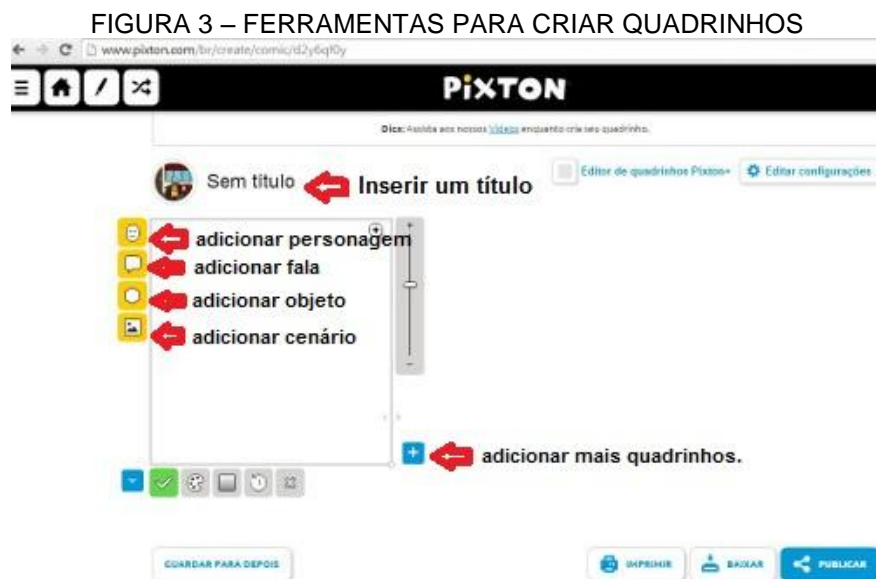 FIGURA 3 – FERRAMENTAS PARA CRIAR QUADRINHOS
www.pixton.com/br/create/comic/d2y6ql0y
PiXTON
Dica: Assista aos nossos Vídeos enquanto cria seu quadrinho.
Sem título
Inserir um título
Editor de quadrinhos Pixton+
Editar configurações
adicionar personagem
adicionar fala
adicionar objeto
adicionar cenário
adicionar mais quadrinhos.
GUARDAR PARA DEPOIS
IMPRIMIR
BAIXAR
PUBLICAR